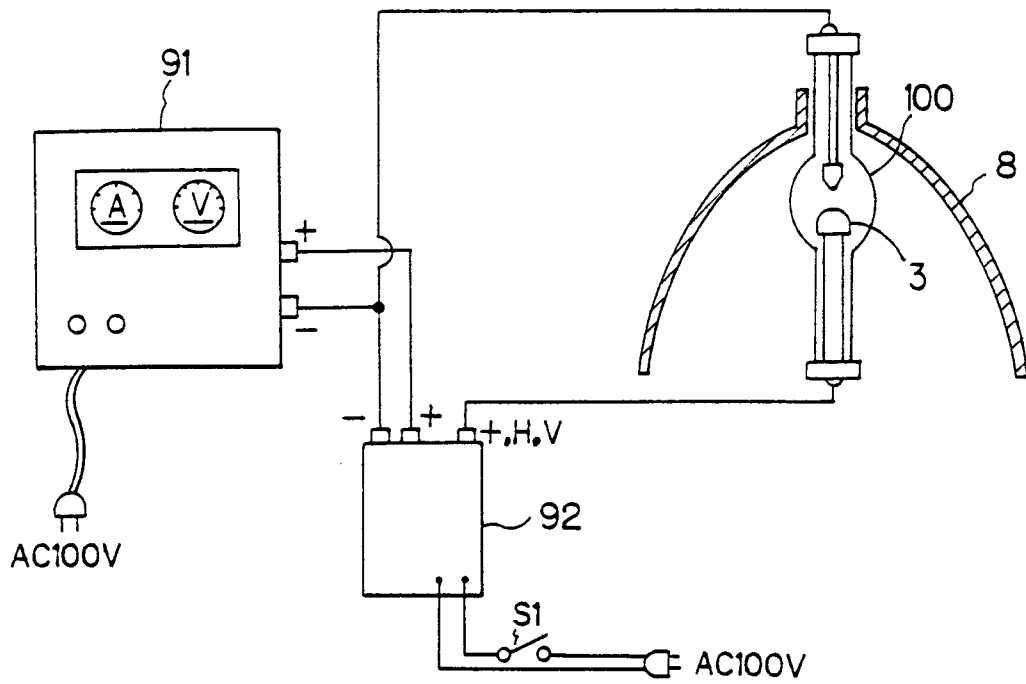 91
A V
+
−
AC100V
100
8
3
− + +,H,V
92
S1
AC100V